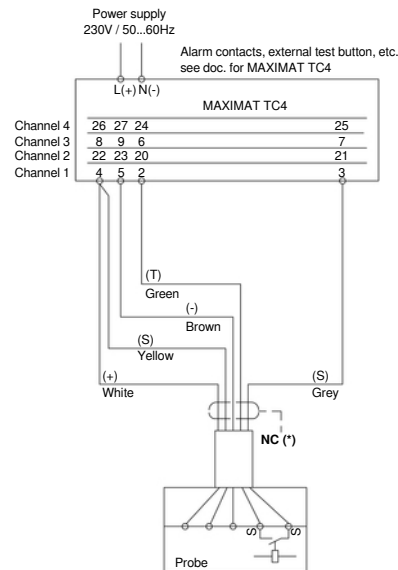 Power supply
230V / 50...60Hz
Alarm contacts, external test button, etc.
see doc. for MAXIMAT TC4
L(+) N(-)
MAXIMAT TC4
Channel 4 26 27 24 25
Channel 3 8 9 6 7
Channel 2 22 23 20 21
Channel 1 4 5 2 3
(T)
Green
(-)
Brown
(S)
Yellow
(+)
White
(S)
Grey
NC (*)
S S
Probe